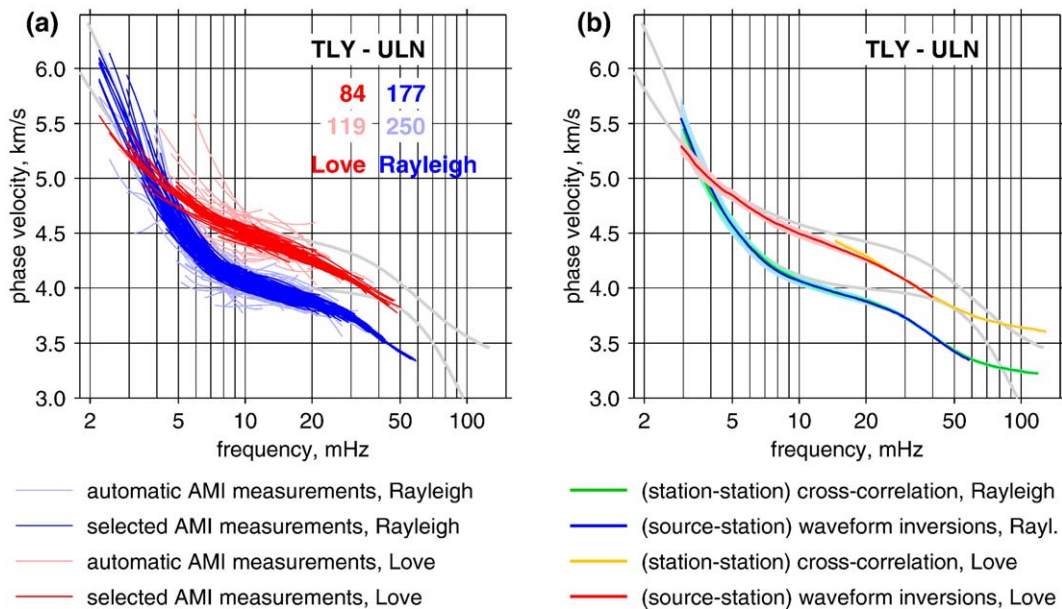 (a)
TLY - ULN
84 177
119 250
Love Rayleigh
phase velocity, km/s
6.0
5.5
5.0
4.5
4.0
3.5
3.0
2 5 10 20 50 100
frequency, mHz
automatic AMI measurements, Rayleigh
selected AMI measurements, Rayleigh
automatic AMI measurements, Love
selected AMI measurements, Love
(b)
TLY - ULN
phase velocity, km/s
6.0
5.5
5.0
4.5
4.0
3.5
3.0
2 5 10 20 50 100
frequency, mHz
(station-station) cross-correlation, Rayleigh
(source-station) waveform inversions, Rayl.
(station-station) cross-correlation, Love
(source-station) waveform inversions, Love